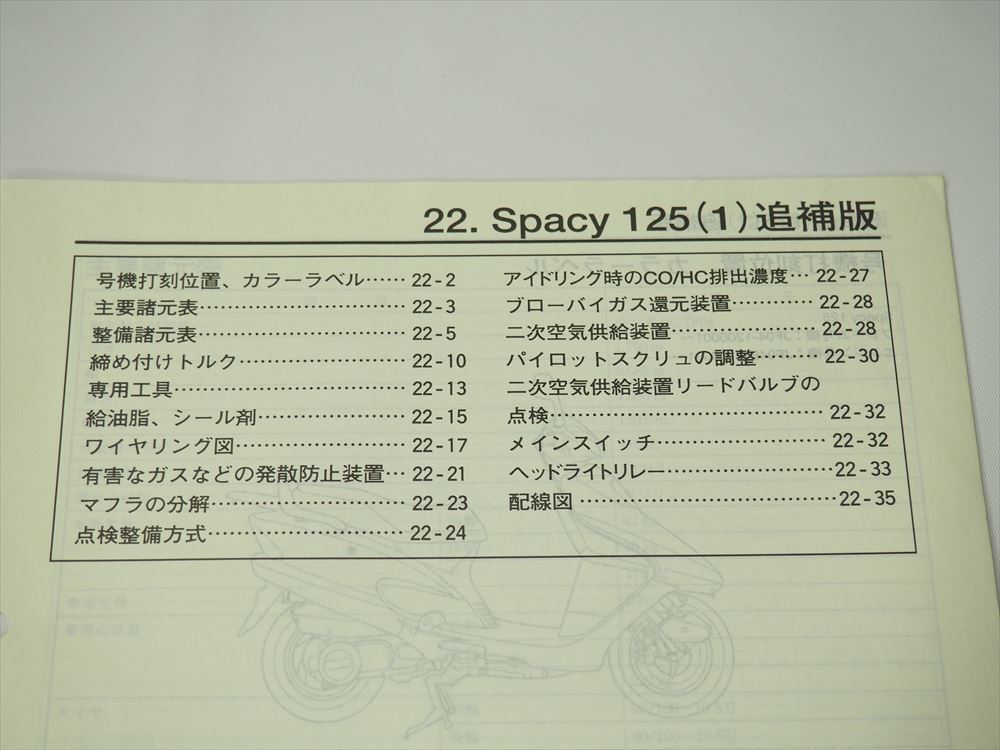 22. Spacy 125(1)追補版
号機打刻位置、カラーラベル……22-2
主要諸元表……………………………22-3
整備諸元表……………………………22-5
締め付けトルク………………………22-10
専用工具………………………………22-13
給油脂、シール剤……………………22-15
ワイヤリング図………………………22-17
有害なガスなどの発散防止装置…22-21
マフラの分解…………………………22-23
点検整備方式…………………………22-24
アイドリング時のCO/HC排出濃度…22-27
ブローバイガス還元装置…………22-28
二次空気供給装置…………………22-28
パイロットスクリュの調整………22-30
二次空気供給装置リードバルブの
点検……………………………………22-32
メインスイッチ………………………22-32
ヘッドライトリレー…………………22-33
配線図…………………………………22-35